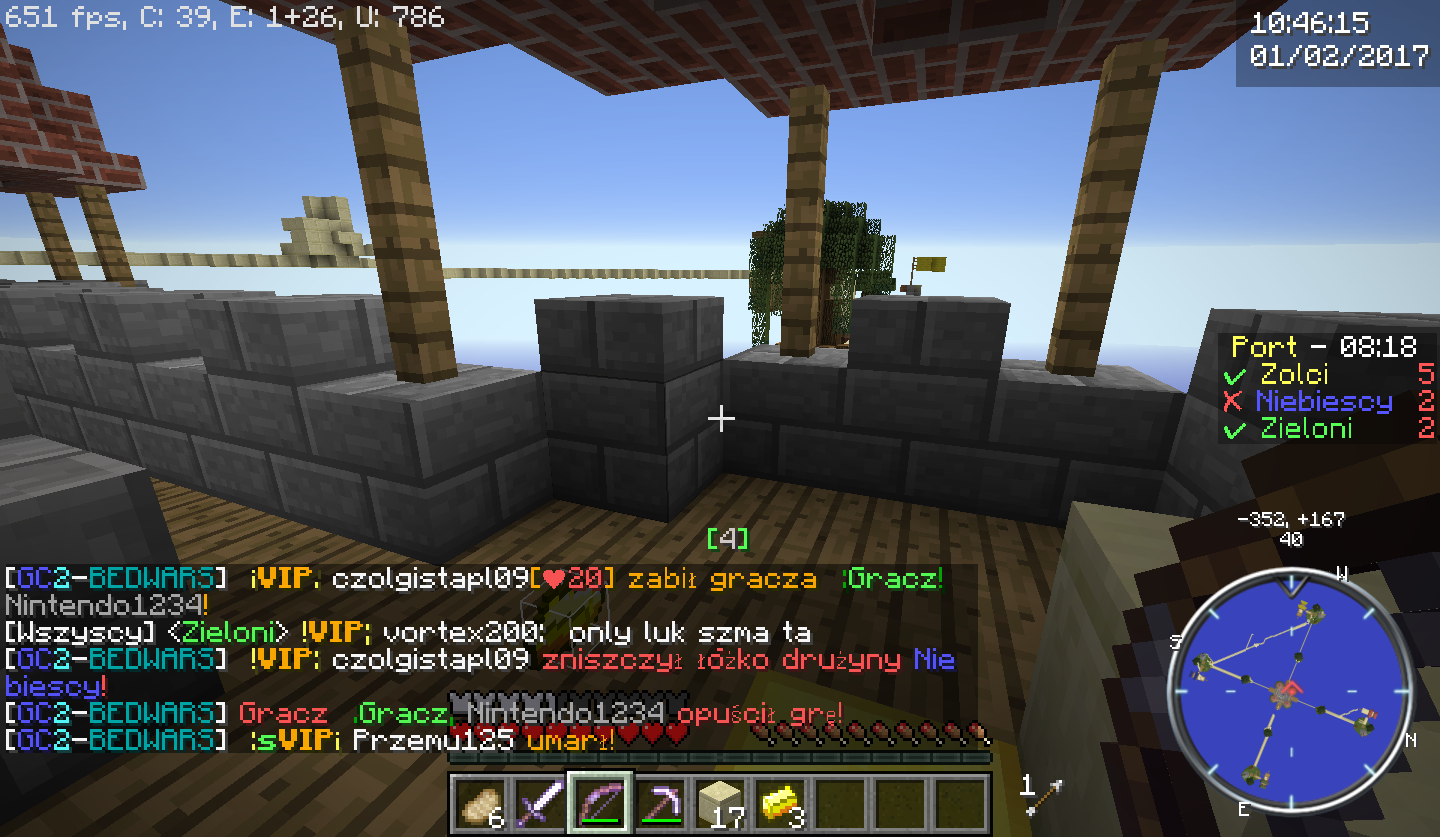 651 fps, C: 39, E: 1+26, U: 786
10:46:15
01/02/2017
Port - 08:18
Zolci 5
Niebiescy 2
Zieloni 2
-352, +167
40
[4]
[GC2-BEDWARS] ¡VIP. czolgistapl09[♥20] zabił gracza :Gracz!
Nintendo1234!
[Wszyscy] <Zieloni> !VIP; vortex200: only luk szma ta
[GC2-BEDWARS] !VIP: czolgistapl09 zniszczył łóżko drużyny Nie
biescy!
[GC2-BEDWARS] Gracz .Gracz, Nintendo1234 opuścił grę!
[GC2-BEDWARS] :sVIP¡ Przemu125 umarł!
W
S
N
E
6
17
3
1